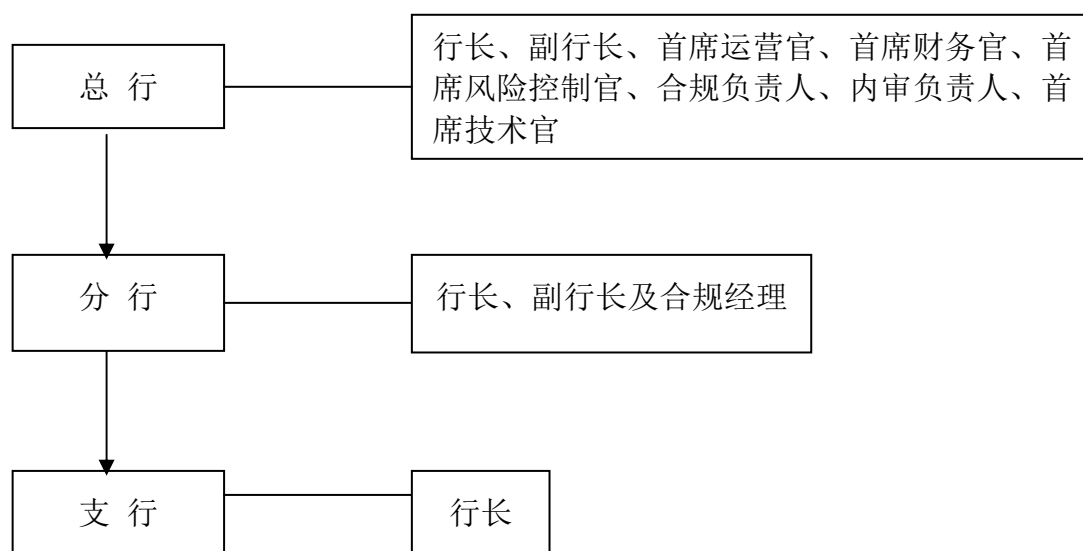 总 行
行长、副行长、首席运营官、首席财务官、首
席风险控制官、合规负责人、内审负责人、首
席技术官
分 行
行长、副行长及合规经理
支 行
行长